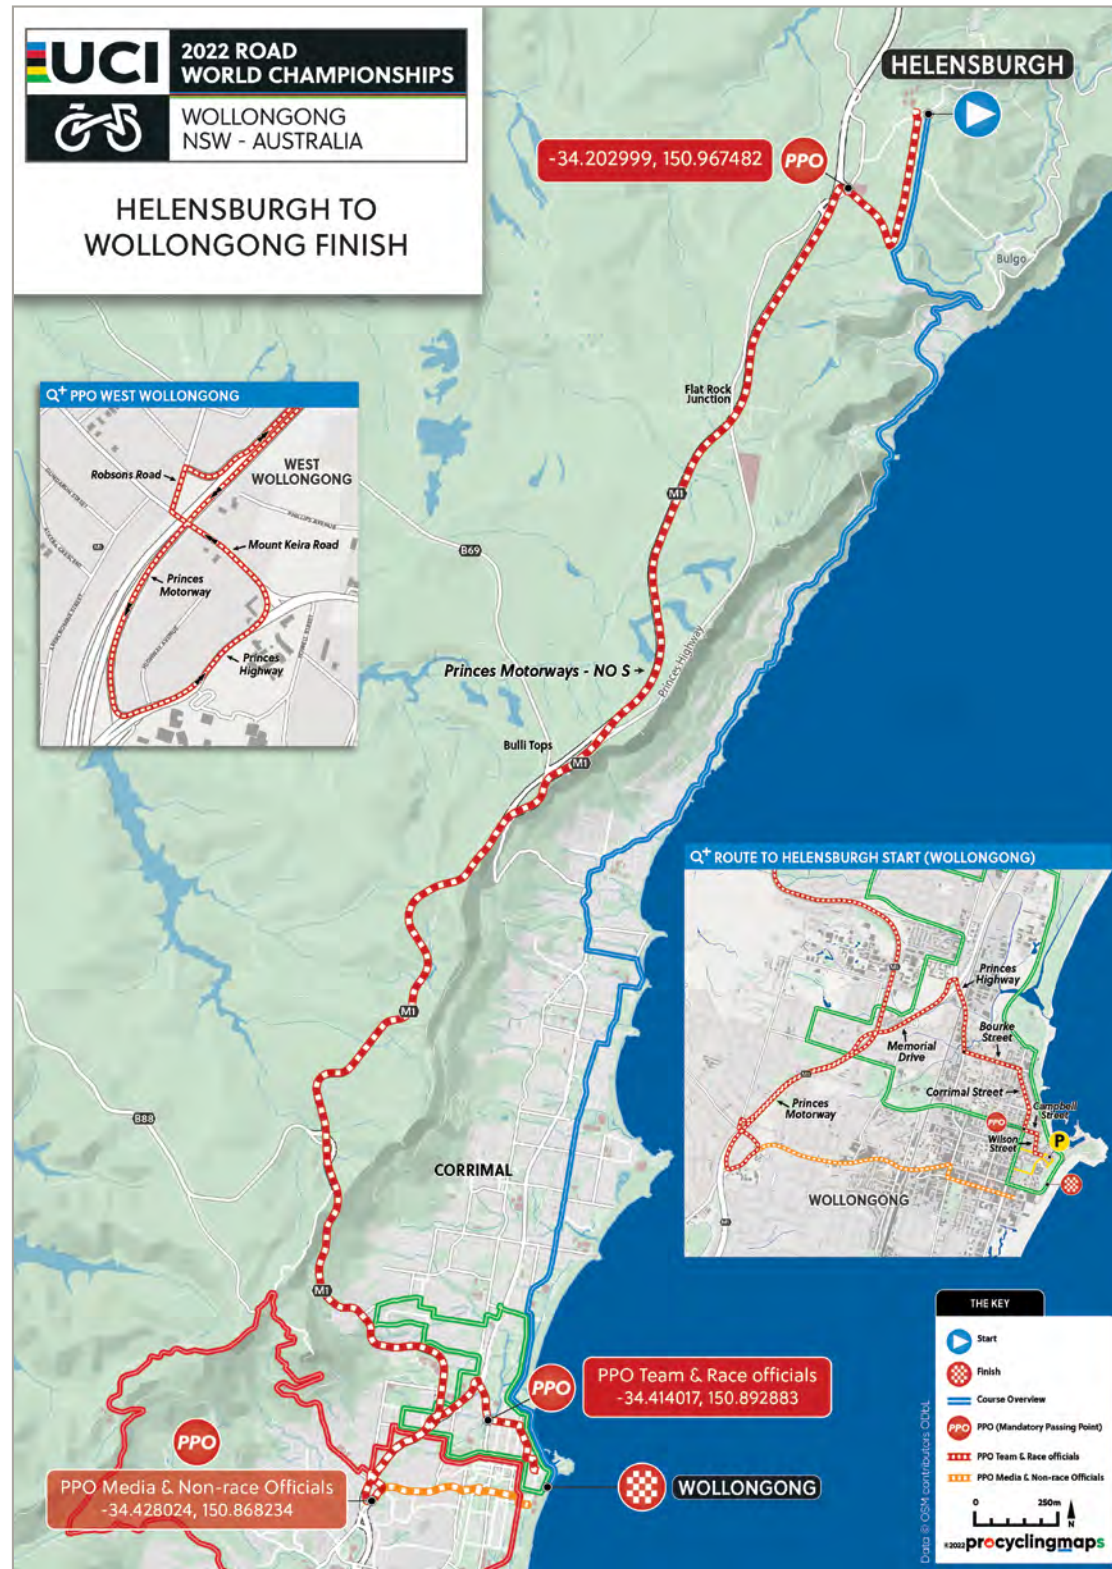 UCI
2022 ROAD
WORLD CHAMPIONSHIPS
WOLLONGONG
NSW - AUSTRALIA
HELENSBURGH TO
WOLLONGONG FINISH
HELENSBURGH
-34.202999, 150.967482
PPO
Bulgo
Flat Rock
Junction
M1
B69
Princes Motorways - NO S
Princes Highway
Bulli Tops
M1
M1
B88
CORRIMAL
M1
PPO WEST WOLLONGONG
WEST
WOLLONGONG
Robsons Road
PHILLIPS AVENUE
Mount Keira Road
Princes
Motorway
Princes
Highway
ROUTE TO HELENSBURGH START (WOLLONGONG)
Princes
Highway
Bourke
Street
Memorial
Drive
Corrimal Street
Campbell
Street
Princes
Motorway
PPO
Wilson
Street
P
WOLLONGONG
PPO
PPO Team & Race officials
-34.414017, 150.892883
PPO
PPO Media & Non-race Officials
-34.428024, 150.868234
WOLLONGONG
THE KEY
Start
Finish
Course Overview
PPO
PPO (Mandatory Passing Point)
PPO Team & Race officials
PPO Media & Non-race Officials
0 250m
N
©2022 procyclingmaps
Data © OSM contributors ODbL